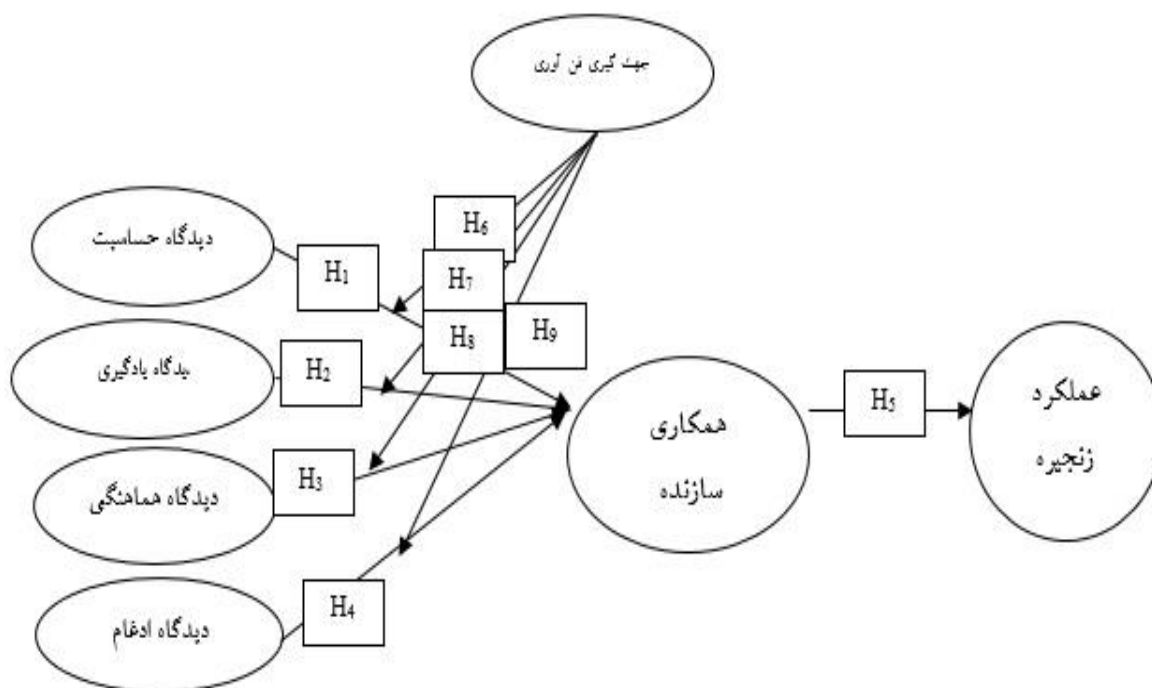 جهت گیری فن آوری
دیدگاه حساسیت
H6
H1
H7
H8
H9
یدگاه یادگیری
H2
همکاری
سازنده
H5
عملکرد
زنجیره
دیدگاه هماهنگی
H3
دیدگاه ادغام
H4